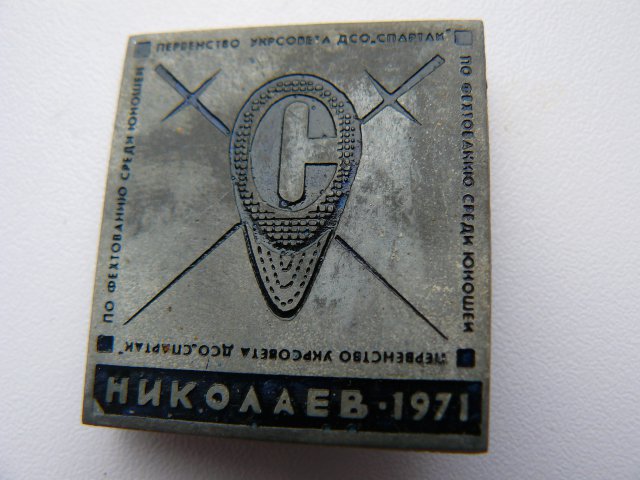 ПЕРВЕНСТВО УКРСОВЕТА ДСО „СПАРТАК"
ПО ФЕХТОВАНИЮ СРЕДИ ЮНОШЕЙ
ПЕРВЕНСТВО УКРСОВЕТА ДСО „СПАРТАК"
ПО ФЕХТОВАНИЮ СРЕДИ ЮНОШЕЙ
С
НИКОЛАЕВ · 1971